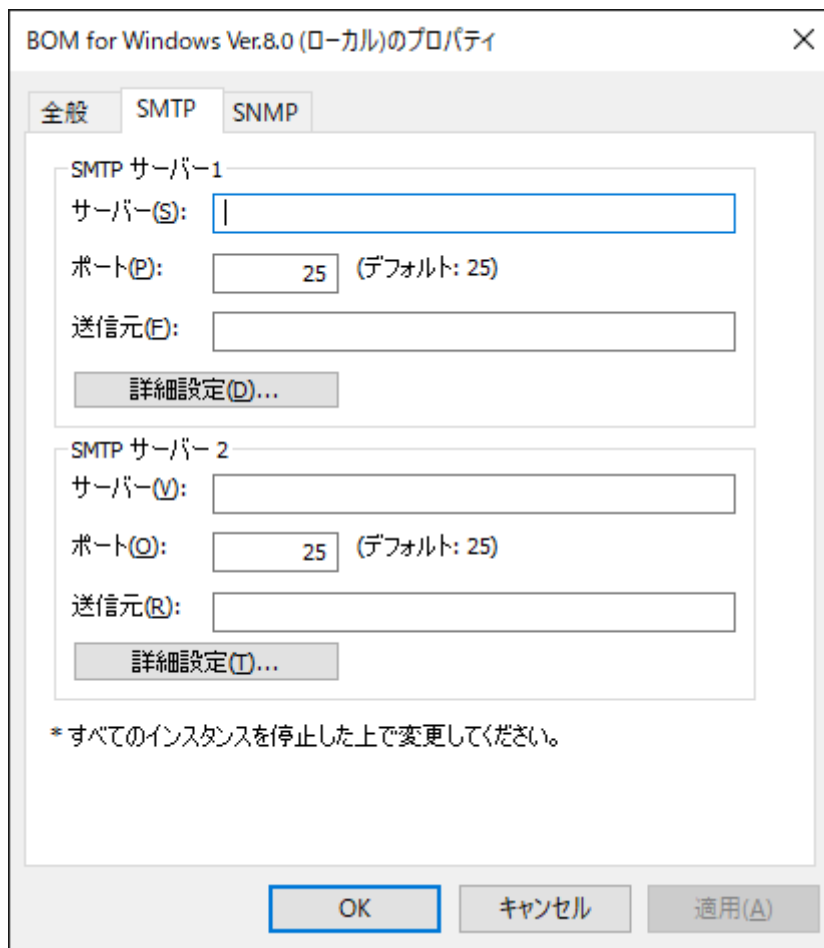 BOM for Windows Ver.8.0 (ローカル)のプロパティ
全般 SMTP SNMP
SMTP サーバー1
サーバー(S):
ポート(P): 25 (デフォルト: 25)
送信元(F):
詳細設定(D)...
SMTP サーバー 2
サーバー(V):
ポート(O): 25 (デフォルト: 25)
送信元(R):
詳細設定(T)...
* すべてのインスタンスを停止した上で変更してください。
OK キャンセル 適用(A)